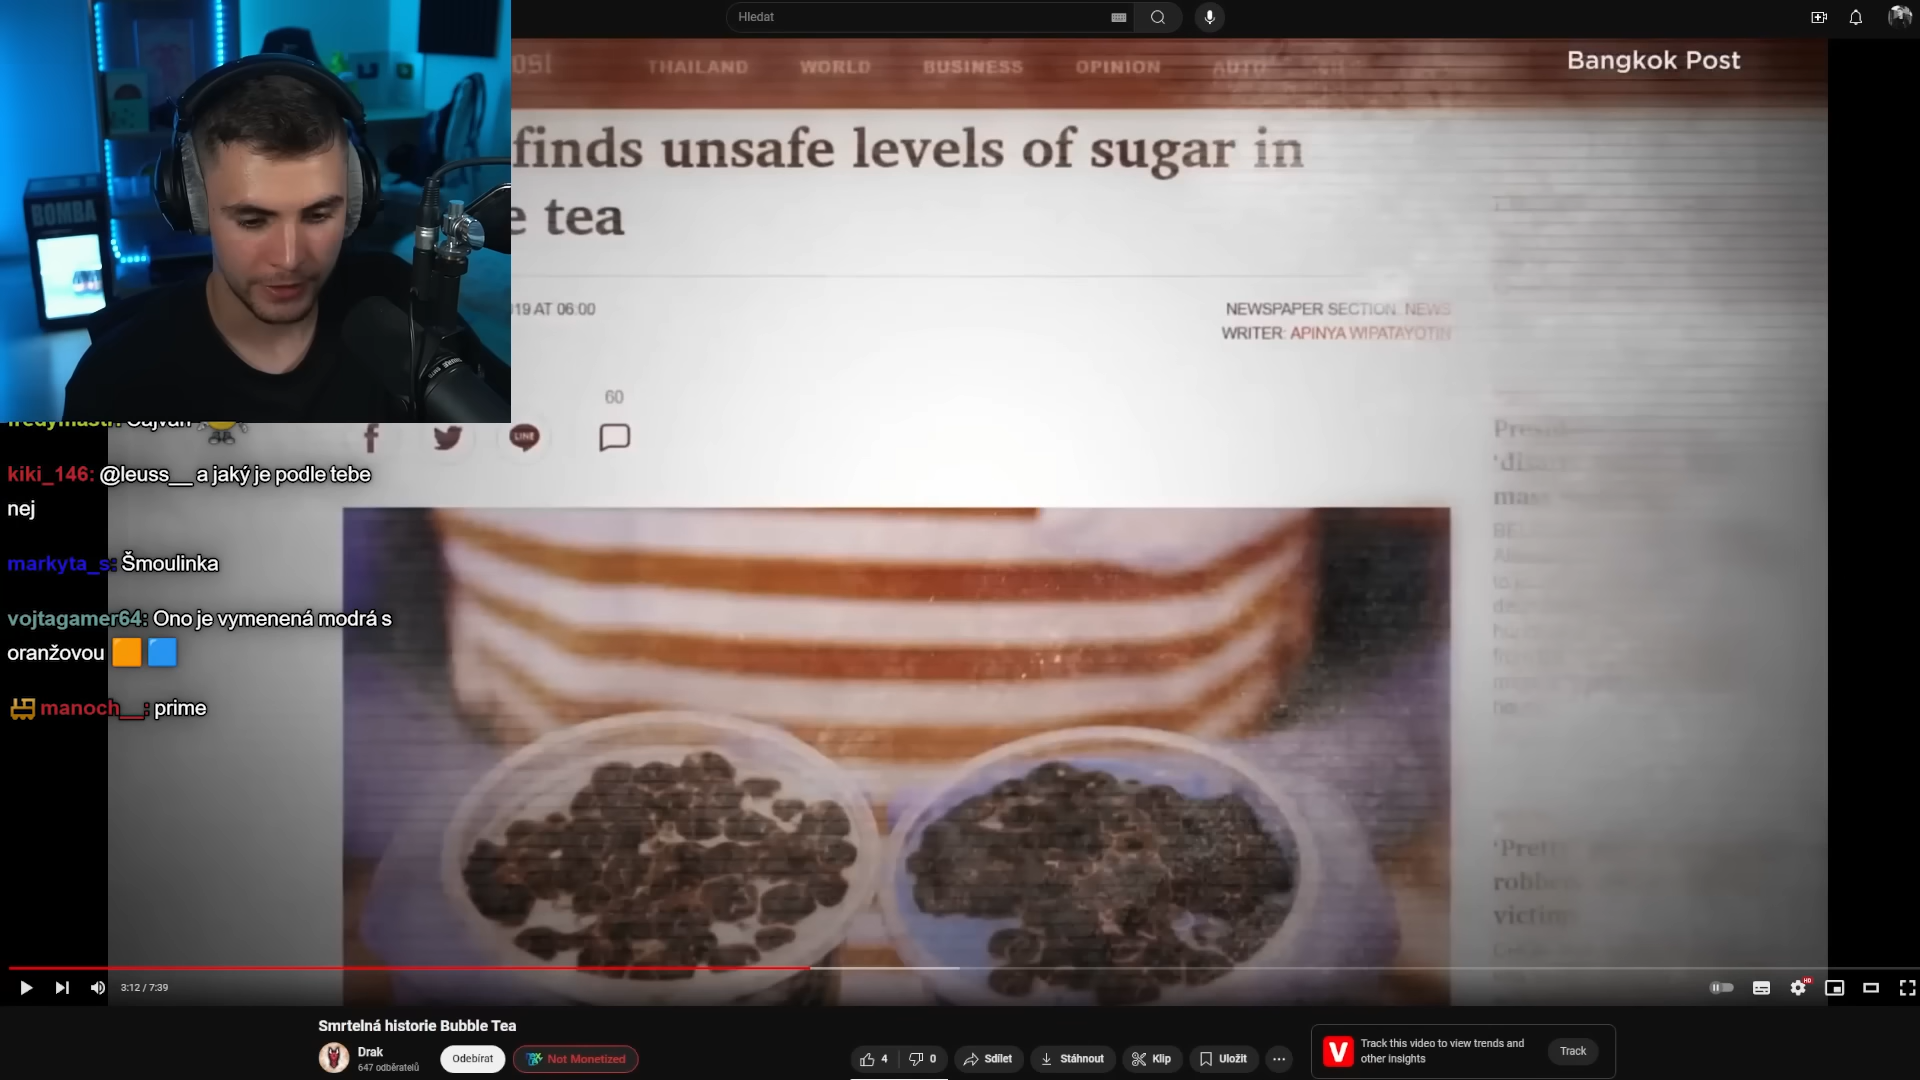 Hledat
THAILAND WORLD BUSINESS OPINION AUTO
Bangkok Post
finds unsafe levels of sugar in
e tea
19 AT 06:00
NEWSPAPER SECTION: NEWS
WRITER: APINYA WIPATAYOTIN
60
LINE
BOMBA
kiki_146: @leuss__ a jaký je podle tebe
nej
markyta_s: Šmoulinka
vojtagamer64: Ono je vymenená modrá s
oranžovou
manoch__: prime
3:12 / 7:39
HD
Smrtelná historie Bubble Tea
Drak
647 odběratelů
Odebírat
Not Monetized
4
0
Sdílet
Stáhnout
Klip
Uložit
Track this video to view trends and
other insights
Track